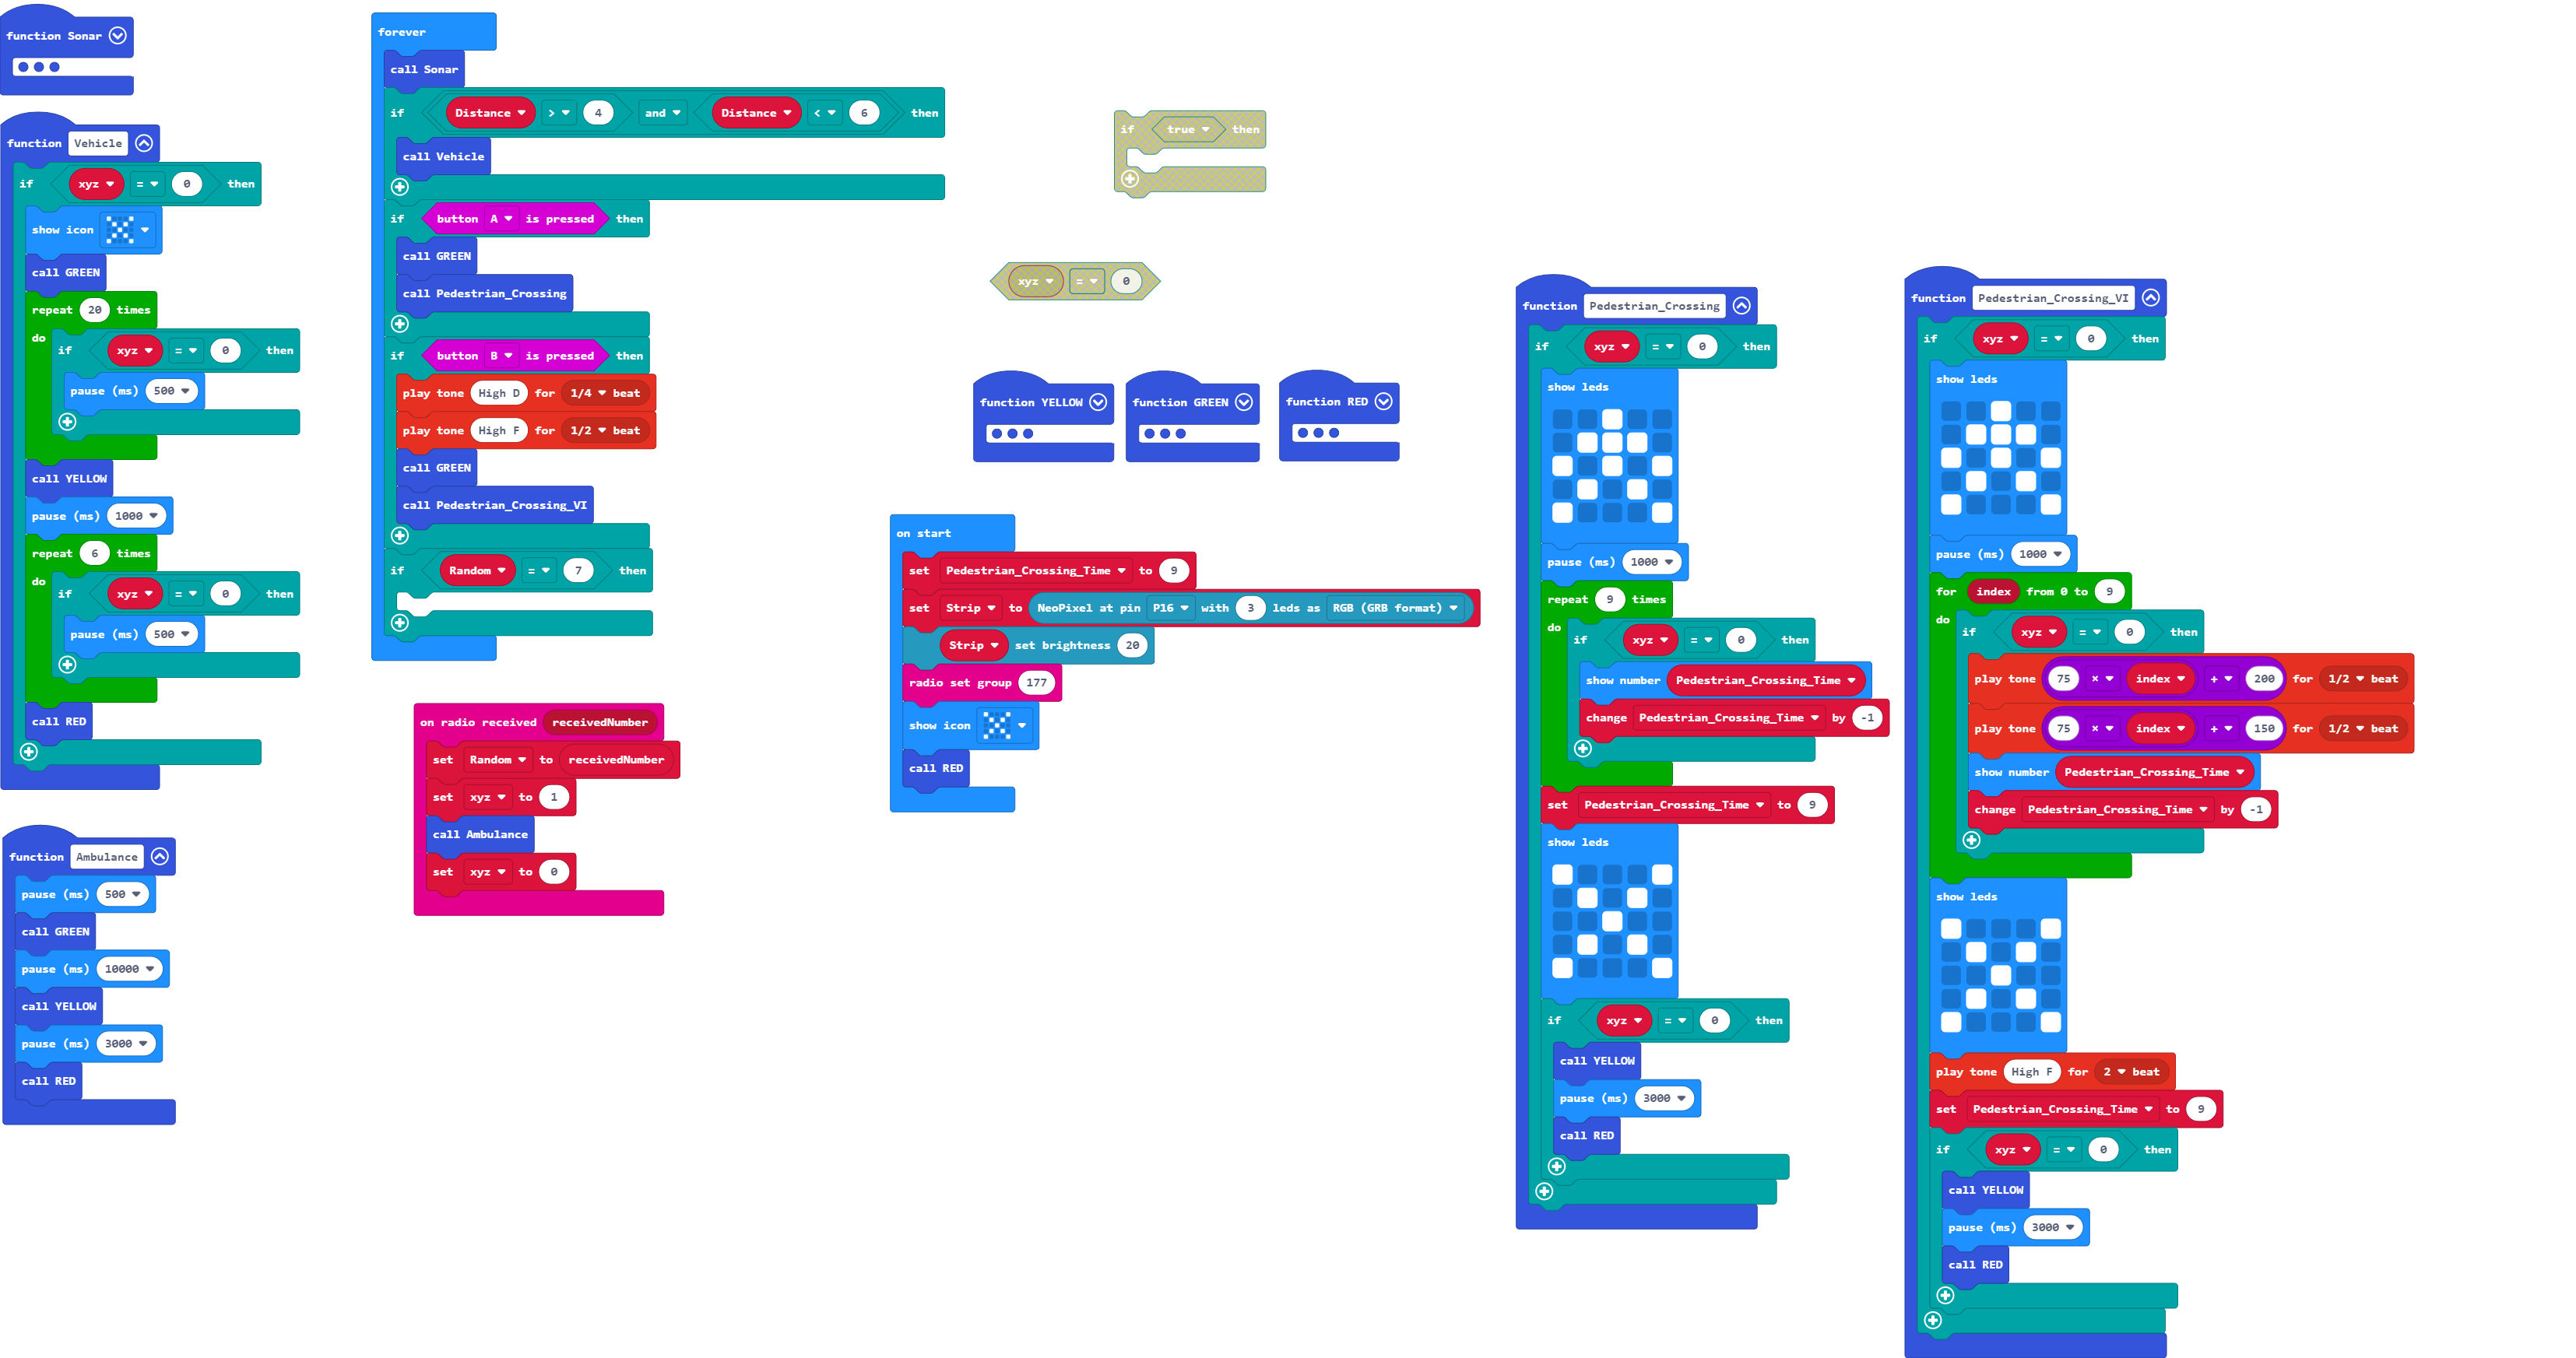 function Sonar
function Vehicle
if xyz = 0 then
show icon
call GREEN
repeat 20 times
do if xyz = 0 then
pause (ms) 500
call YELLOW
pause (ms) 1000
repeat 6 times
do if xyz = 0 then
pause (ms) 500
call RED
function Ambulance
pause (ms) 500
call GREEN
pause (ms) 10000
call YELLOW
pause (ms) 3000
call RED
forever
call Sonar
if Distance > 4 and Distance < 6 then
call Vehicle
if button A is pressed then
call GREEN
call Pedestrian_Crossing
if button B is pressed then
play tone High D for 1/4 beat
play tone High F for 1/2 beat
call GREEN
call Pedestrian_Crossing_VI
if Random = 7 then
on radio received receivedNumber
set Random to receivedNumber
set xyz to 1
call Ambulance
set xyz to 0
if true then
xyz = 0
function YELLOW
function GREEN
function RED
on start
set Pedestrian_Crossing_Time to 9
set Strip to NeoPixel at pin P16 with 3 leds as RGB (GRB format)
Strip set brightness 20
radio set group 177
show icon
call RED
function Pedestrian_Crossing
if xyz = 0 then
show leds
pause (ms) 1000
repeat 9 times
do if xyz = 0 then
show number Pedestrian_Crossing_Time
change Pedestrian_Crossing_Time by -1
set Pedestrian_Crossing_Time to 9
show leds
if xyz = 0 then
call YELLOW
pause (ms) 3000
call RED
function Pedestrian_Crossing_VI
if xyz = 0 then
show leds
pause (ms) 1000
for index from 0 to 9
do if xyz = 0 then
play tone 75 × index + 200 for 1/2 beat
play tone 75 × index + 150 for 1/2 beat
show number Pedestrian_Crossing_Time
change Pedestrian_Crossing_Time by -1
show leds
play tone High F for 2 beat
set Pedestrian_Crossing_Time to 9
if xyz = 0 then
call YELLOW
pause (ms) 3000
call RED